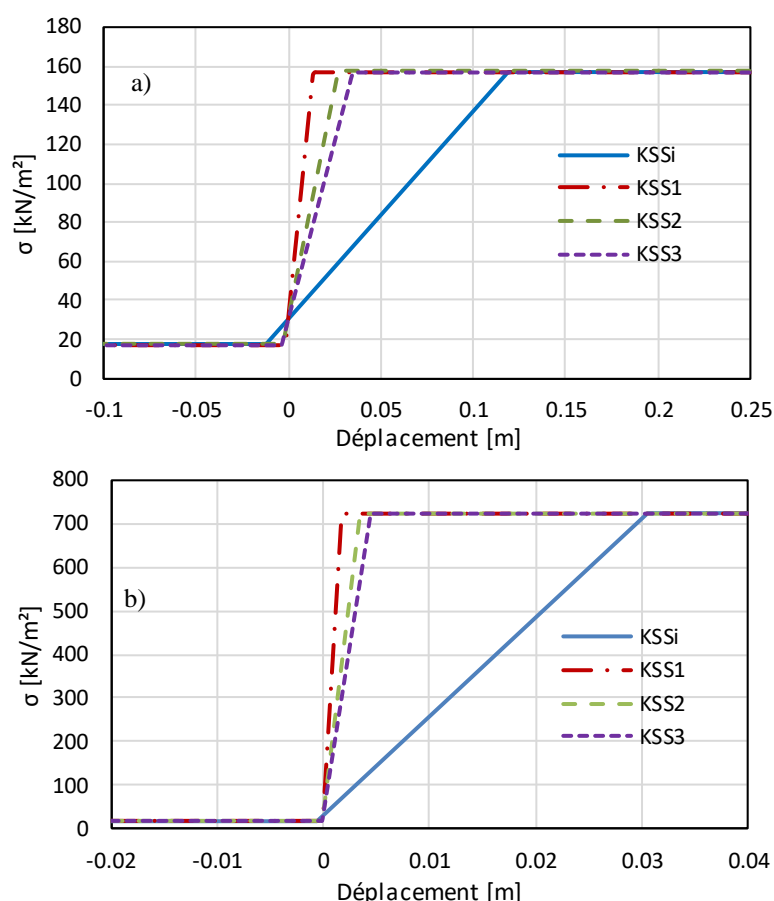 180
160
140
120
100
80
60
40
20
0
σ [kN/m²]
a)
KSSi
KSS1
KSS2
KSS3
-0.1 -0.05 0 0.05 0.1 0.15 0.2 0.25
Déplacement [m]
800
700
600
500
400
300
200
100
0
σ [kN/m²]
b)
KSSi
KSS1
KSS2
KSS3
-0.02 -0.01 0 0.01 0.02 0.03 0.04
Déplacement [m]